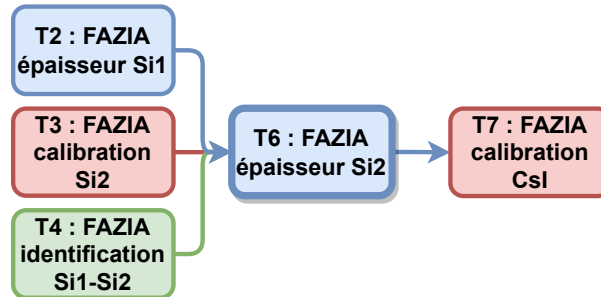 T2 : FAZIA
épaisseur Si1
T3 : FAZIA
calibration
Si2
T4 : FAZIA
identification
Si1-Si2
T6 : FAZIA
épaisseur Si2
T7 : FAZIA
calibration
CsI